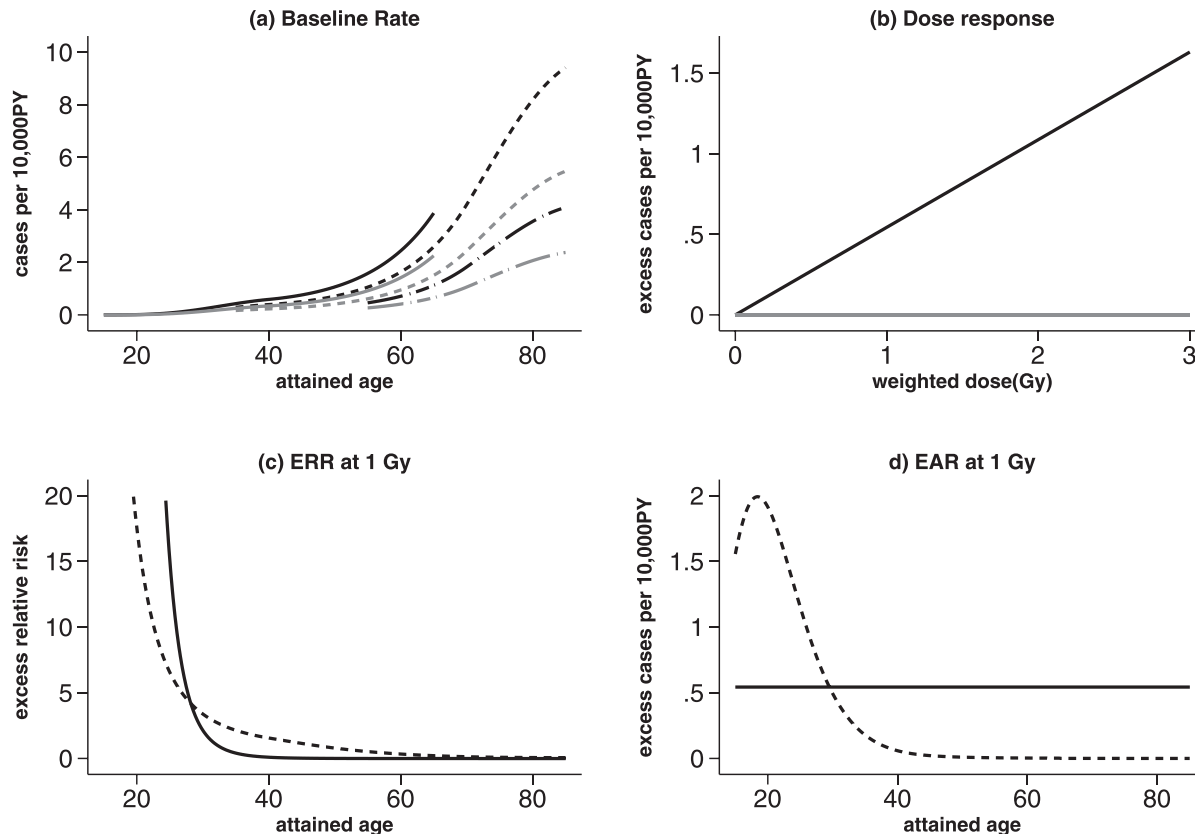 (a) Baseline Rate
cases per 10,000PY
10
8
6
4
2
0
20 40 60 80
attained age
(b) Dose response
excess cases per 10,000PY
1.5
1
.5
0
0 1 2 3
weighted dose(Gy)
(c) ERR at 1 Gy
excess relative risk
20
15
10
5
0
20 40 60 80
attained age
d) EAR at 1 Gy
excess cases per 10,000PY
2
1.5
1
.5
0
20 40 60 80
attained age